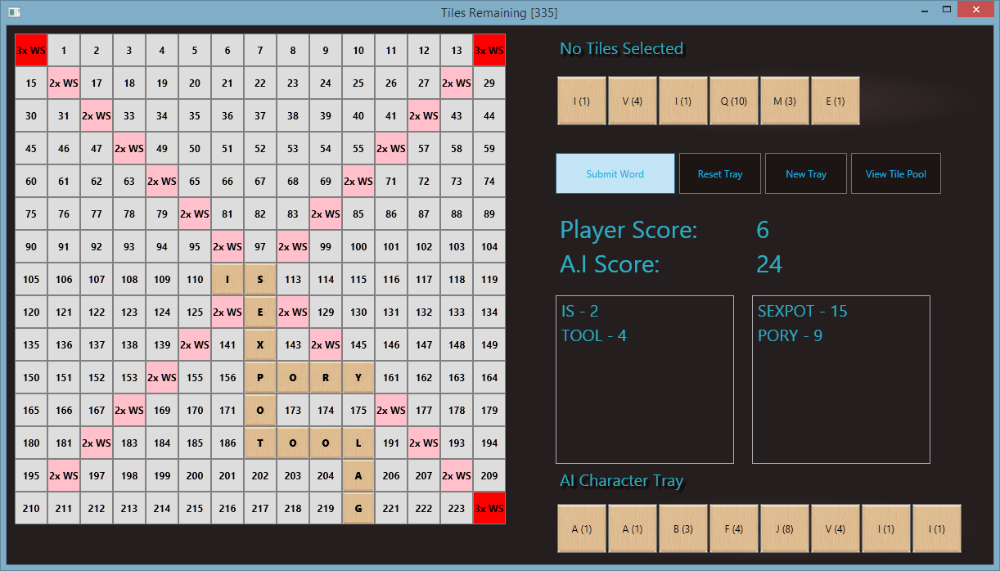 Tiles Remaining [335]
3x WS 1 2 3 4 5 6 7 8 9 10 11 12 13 3x WS
15 2x WS 17 18 19 20 21 22 23 24 25 26 27 2x WS 29
30 31 2x WS 33 34 35 36 37 38 39 40 41 2x WS 43 44
45 46 47 2x WS 49 50 51 52 53 54 55 2x WS 57 58 59
60 61 62 63 2x WS 65 66 67 68 69 2x WS 71 72 73 74
75 76 77 78 79 2x WS 81 82 83 2x WS 85 86 87 88 89
90 91 92 93 94 95 2x WS 97 2x WS 99 100 101 102 103 104
105 106 107 108 109 110 I S 113 114 115 116 117 118 119
120 121 122 123 124 125 2x WS E 2x WS 129 130 131 132 133 134
135 136 137 138 139 2x WS 141 X 143 2x WS 145 146 147 148 149
150 151 152 153 2x WS 155 156 P O R Y 161 162 163 164
165 166 167 2x WS 169 170 171 O 173 174 175 2x WS 177 178 179
180 181 2x WS 183 184 185 186 T O O L 191 2x WS 193 194
195 2x WS 197 198 199 200 201 202 203 204 A 206 207 2x WS 209
210 211 212 213 214 215 216 217 218 219 G 221 222 223 3x WS
No Tiles Selected
I (1) V (4) I (1) Q (10) M (3) E (1)
Submit Word Reset Tray New Tray View Tile Pool
Player Score: 6
A.I Score: 24
IS - 2
TOOL - 4
SEXPOT - 15
PORY - 9
AI Character Tray
A (1) A (1) B (3) F (4) J (8) V (4) I (1) I (1)